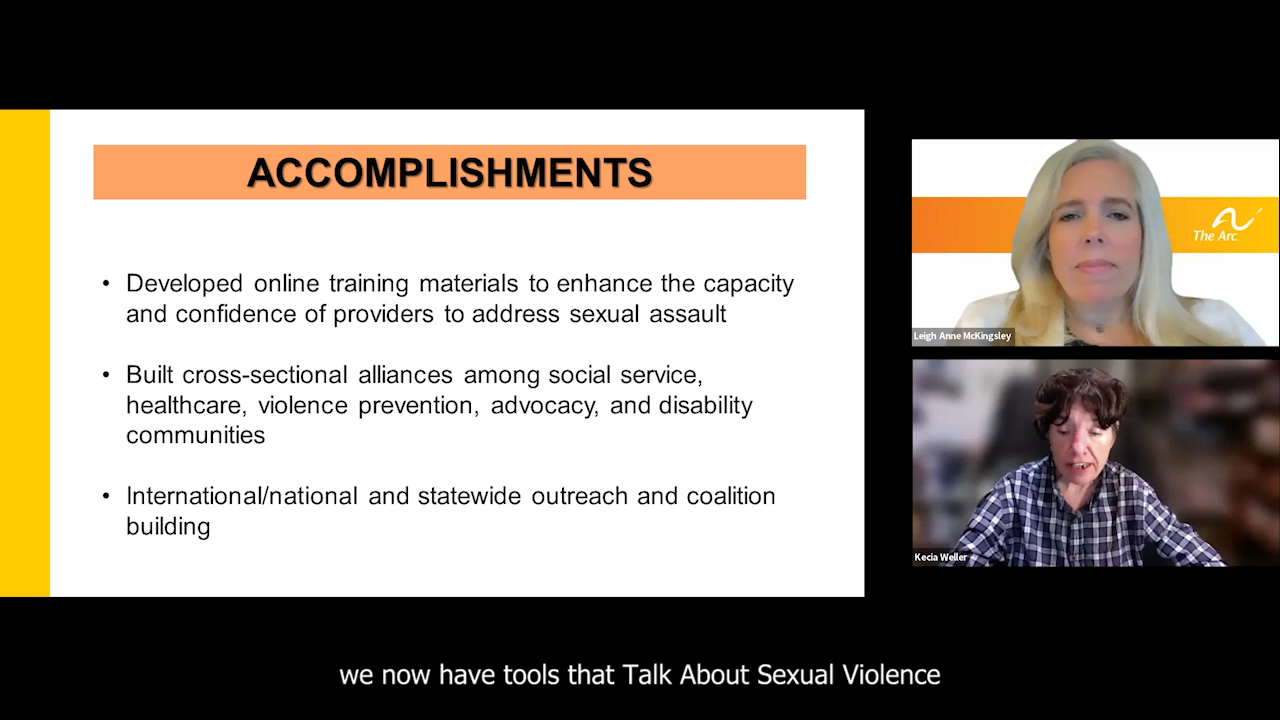 ACCOMPLISHMENTS
• Developed online training materials to enhance the capacity
and confidence of providers to address sexual assault
• Built cross-sectional alliances among social service,
healthcare, violence prevention, advocacy, and disability
communities
• International/national and statewide outreach and coalition
building
The Arc
Leigh Anne McKingsley
Kecia Weller
we now have tools that Talk About Sexual Violence